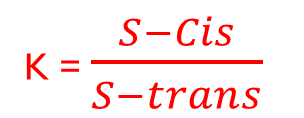 K = S−Cis / S−trans